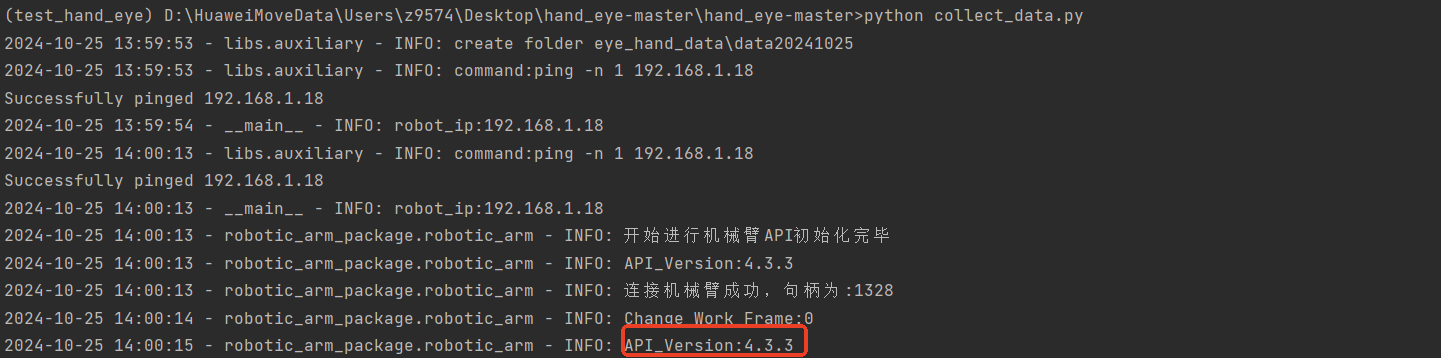 (test_hand_eye) D:\HuaweiMoveData\Users\z9574\Desktop\hand_eye-master\hand_eye-master>python collect_data.py
2024-10-25 13:59:53 - libs.auxiliary - INFO: create folder eye_hand_data\data20241025
2024-10-25 13:59:53 - libs.auxiliary - INFO: command:ping -n 1 192.168.1.18
Successfully pinged 192.168.1.18
2024-10-25 13:59:54 - __main__ - INFO: robot_ip:192.168.1.18
2024-10-25 14:00:13 - libs.auxiliary - INFO: command:ping -n 1 192.168.1.18
Successfully pinged 192.168.1.18
2024-10-25 14:00:13 - __main__ - INFO: robot_ip:192.168.1.18
2024-10-25 14:00:13 - robotic_arm_package.robotic_arm - INFO: 开始进行机械臂API初始化完毕
2024-10-25 14:00:13 - robotic_arm_package.robotic_arm - INFO: API_Version:4.3.3
2024-10-25 14:00:13 - robotic_arm_package.robotic_arm - INFO: 连接机械臂成功，句柄为:1328
2024-10-25 14:00:14 - robotic_arm_package.robotic_arm - INFO: Change_Work_Frame:0
2024-10-25 14:00:15 - robotic_arm_package.robotic_arm - INFO: API_Version:4.3.3